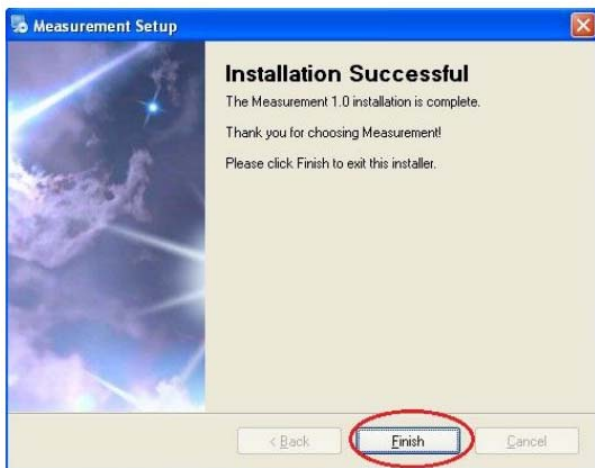 Measurement Setup
Installation Successful
The Measurement 1.0 installation is complete.
Thank you for choosing Measurement!
Please click Finish to exit this installer.
< Back
Finish
Cancel